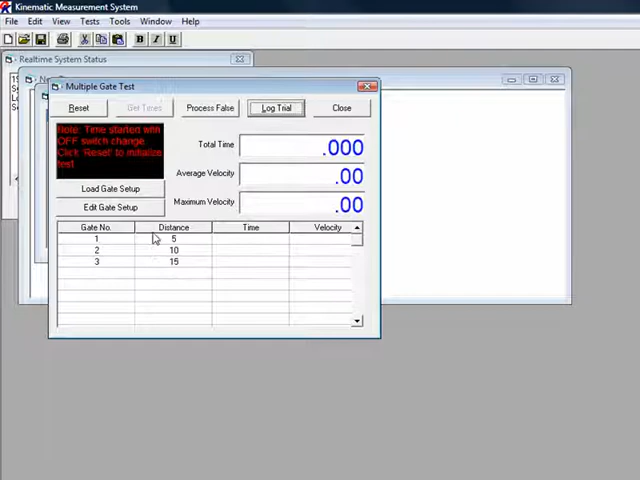 Kinematic Measurement System
File Edit View Tests Tools Window Help
B I U
Realtime System Status
Multiple Gate Test
Reset Get Times Process False Log Trial Close
Note: Time started with
OFF switch change.
Click 'Reset' to initialize
test
Total Time .000
Average Velocity .00
Maximum Velocity .00
Load Gate Setup
Edit Gate Setup
Gate No. Distance Time Velocity
1 5
2 10
3 15